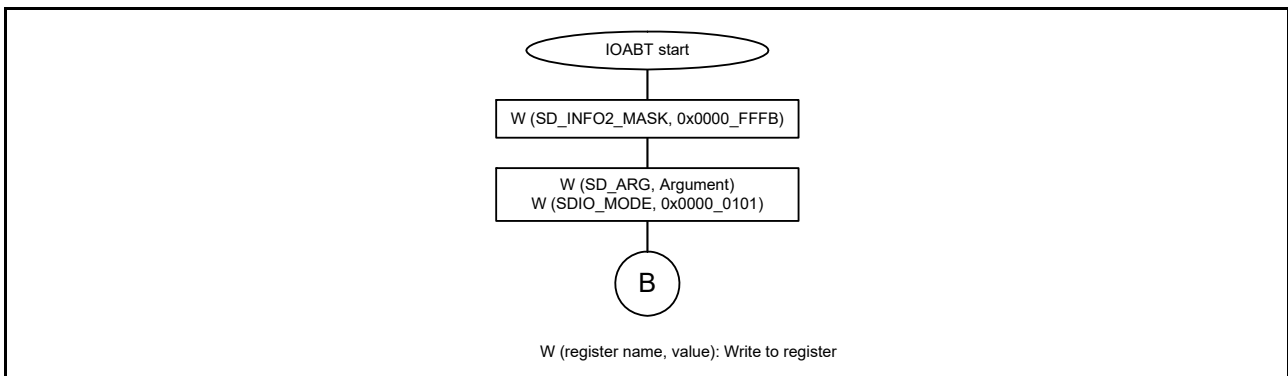 IOABT start
W (SD_INFO2_MASK, 0x0000_FFFB)
W (SD_ARG, Argument)
W (SDIO_MODE, 0x0000_0101)
B
W (register name, value): Write to register